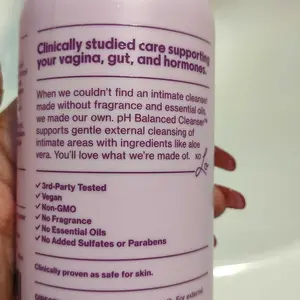 Clinically studied care supporting
your vagina, gut, and hormones.
When we couldn't find an intimate cleanser
made without fragrance and essential oils,
we made our own. pH Balanced Cleanser™
supports gentle external cleansing of
intimate areas with ingredients like aloe
vera. You'll love what we're made of. xo
✓ 3rd-Party Tested
✓ Vegan
✓ Non-GMO
✓ No Fragrance
✓ No Essential Oils
✓ No Added Sulfates or Parabens
Clinically proven as safe for skin.
For external